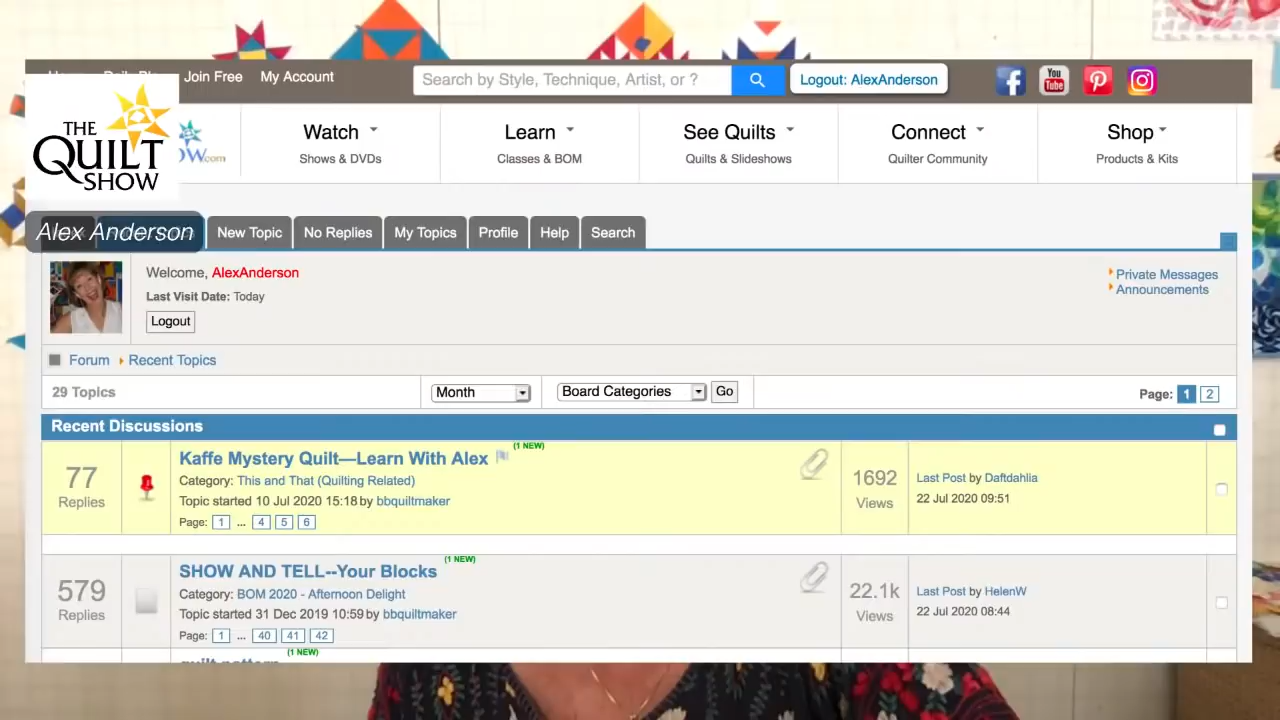 Join Free My Account
Search by Style, Technique, Artist, or ?
Logout: AlexAnderson
You
Tube
THE
QUILT
SHOW
ow.com
Watch
Shows & DVDs
Learn
Classes & BOM
See Quilts
Quilts & Slideshows
Connect
Quilter Community
Shop
Products & Kits
Alex Anderson
New Topic No Replies My Topics Profile Help Search
Welcome, AlexAnderson
Last Visit Date: Today
Logout
Private Messages
Announcements
Forum Recent Topics
29 Topics Month Board Categories Go Page: 1 2
Recent Discussions
77
Replies
Kaffe Mystery Quilt—Learn With Alex (1 NEW)
Category: This and That (Quilting Related)
Topic started 10 Jul 2020 15:18 by bbquiltmaker
Page: 1 ... 4 5 6
1692
Views
Last Post by Daftdahlia
22 Jul 2020 09:51
579
Replies
SHOW AND TELL--Your Blocks (1 NEW)
Category: BOM 2020 - Afternoon Delight
Topic started 31 Dec 2019 10:59 by bbquiltmaker
Page: 1 ... 40 41 42
22.1k
Views
Last Post by HelenW
22 Jul 2020 08:44
(1 NEW)